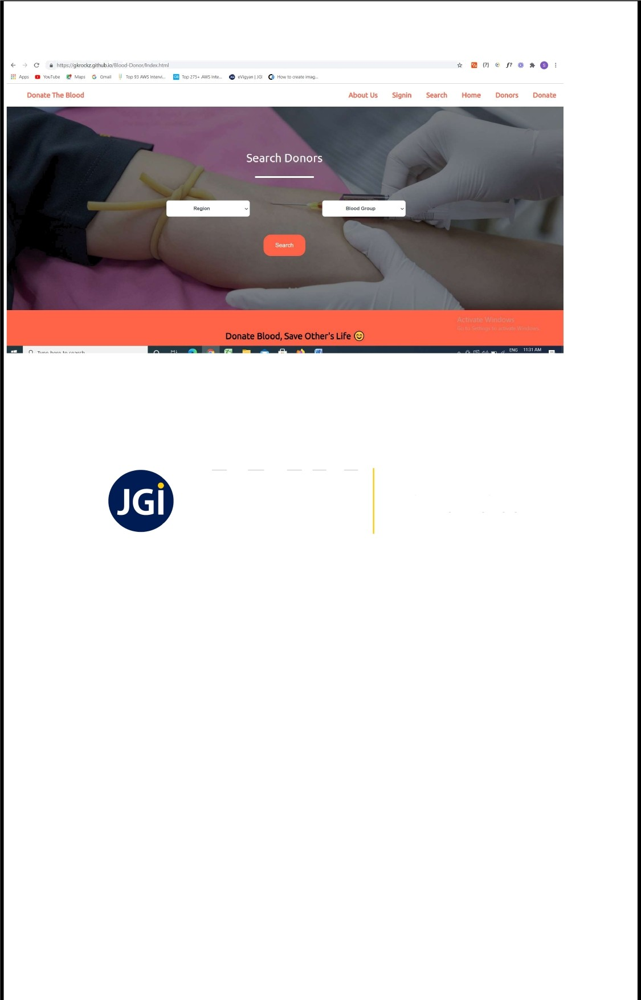 https://gkrockz.github.io/Blood-Donor/Index.html
Apps YouTube Maps Gmail Top 93 AWS Intervi... Top 275+ AWS Inte... eVigyan | JGI How to create imag...
Donate The Blood About Us Signin Search Home Donors Donate
Search Donors
Region Blood Group
Search
Activate Windows
Go to Settings to activate Windows.
Donate Blood, Save Other's Life 😊
Type here to search ENG 11:31 AM
JGi